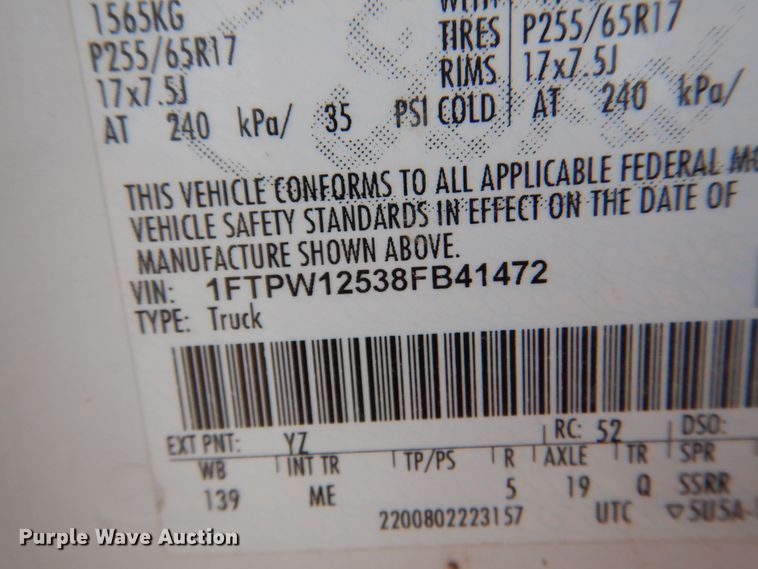 1565KG
P255/65R17
TIRES P255/65R17
17x7.5J
RIMS 17x7.5J
AT 240 kPa/ 35 PSI COLD AT 240 kPa/
THIS VEHICLE CONFORMS TO ALL APPLICABLE FEDERAL
VEHICLE SAFETY STANDARDS IN EFFECT ON THE DATE OF
MANUFACTURE SHOWN ABOVE.
VIN: 1FTPW12538FB41472
TYPE: Truck
EXT PNT: YZ RC: 52 DSO:
WB INT TR TP/PS R AXLE TR SPR
139 ME 5 19 Q SSRR
2200802223157 UTC
Purple Wave Auction